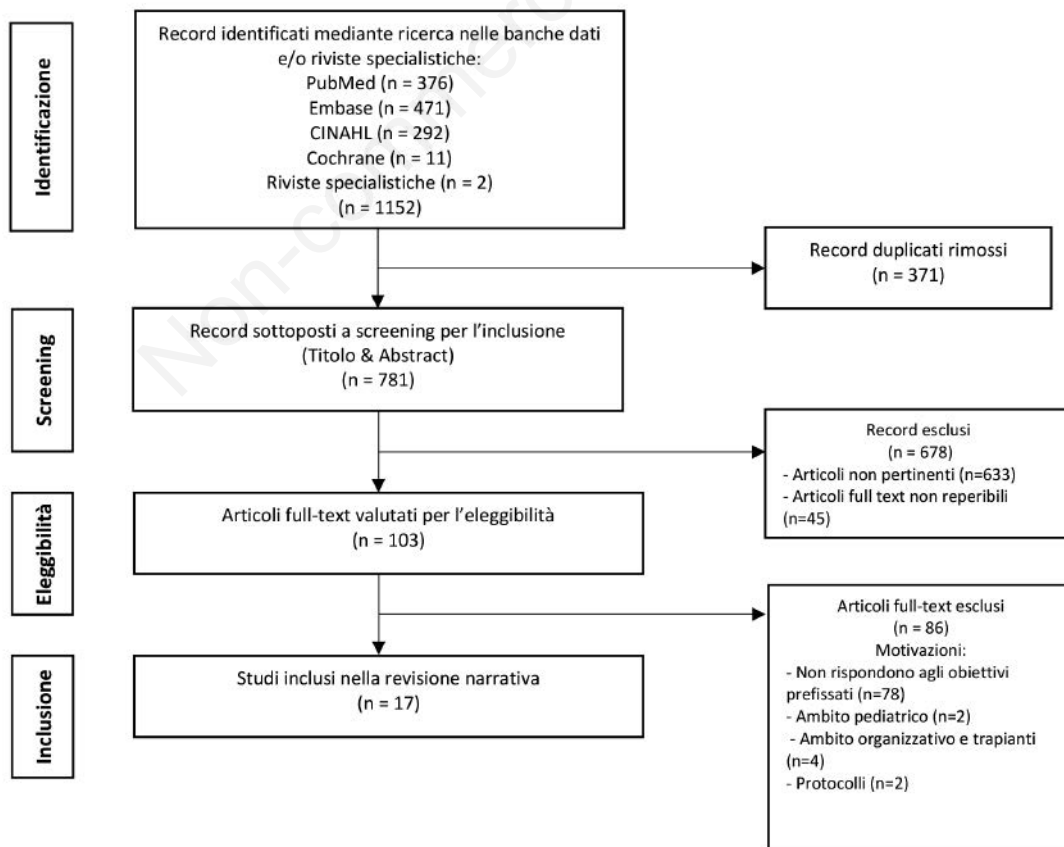 Identificazione
Record identificati mediante ricerca nelle banche dati
e/o riviste specialistiche:
PubMed (n = 376)
Embase (n = 471)
CINAHL (n = 292)
Cochrane (n = 11)
Riviste specialistiche (n = 2)
(n = 1152)
Record duplicati rimossi
(n = 371)
Screening
Record sottoposti a screening per l’inclusione
(Titolo & Abstract)
(n = 781)
Record esclusi
(n = 678)
- Articoli non pertinenti (n=633)
- Articoli full text non reperibili
(n=45)
Eleggibilità
Articoli full-text valutati per l’eleggibilità
(n = 103)
Articoli full-text esclusi
(n = 86)
Motivazioni:
- Non rispondono agli obiettivi
prefissati (n=78)
- Ambito pediatrico (n=2)
- Ambito organizzativo e trapianti
(n=4)
- Protocolli (n=2)
Inclusione
Studi inclusi nella revisione narrativa
(n = 17)